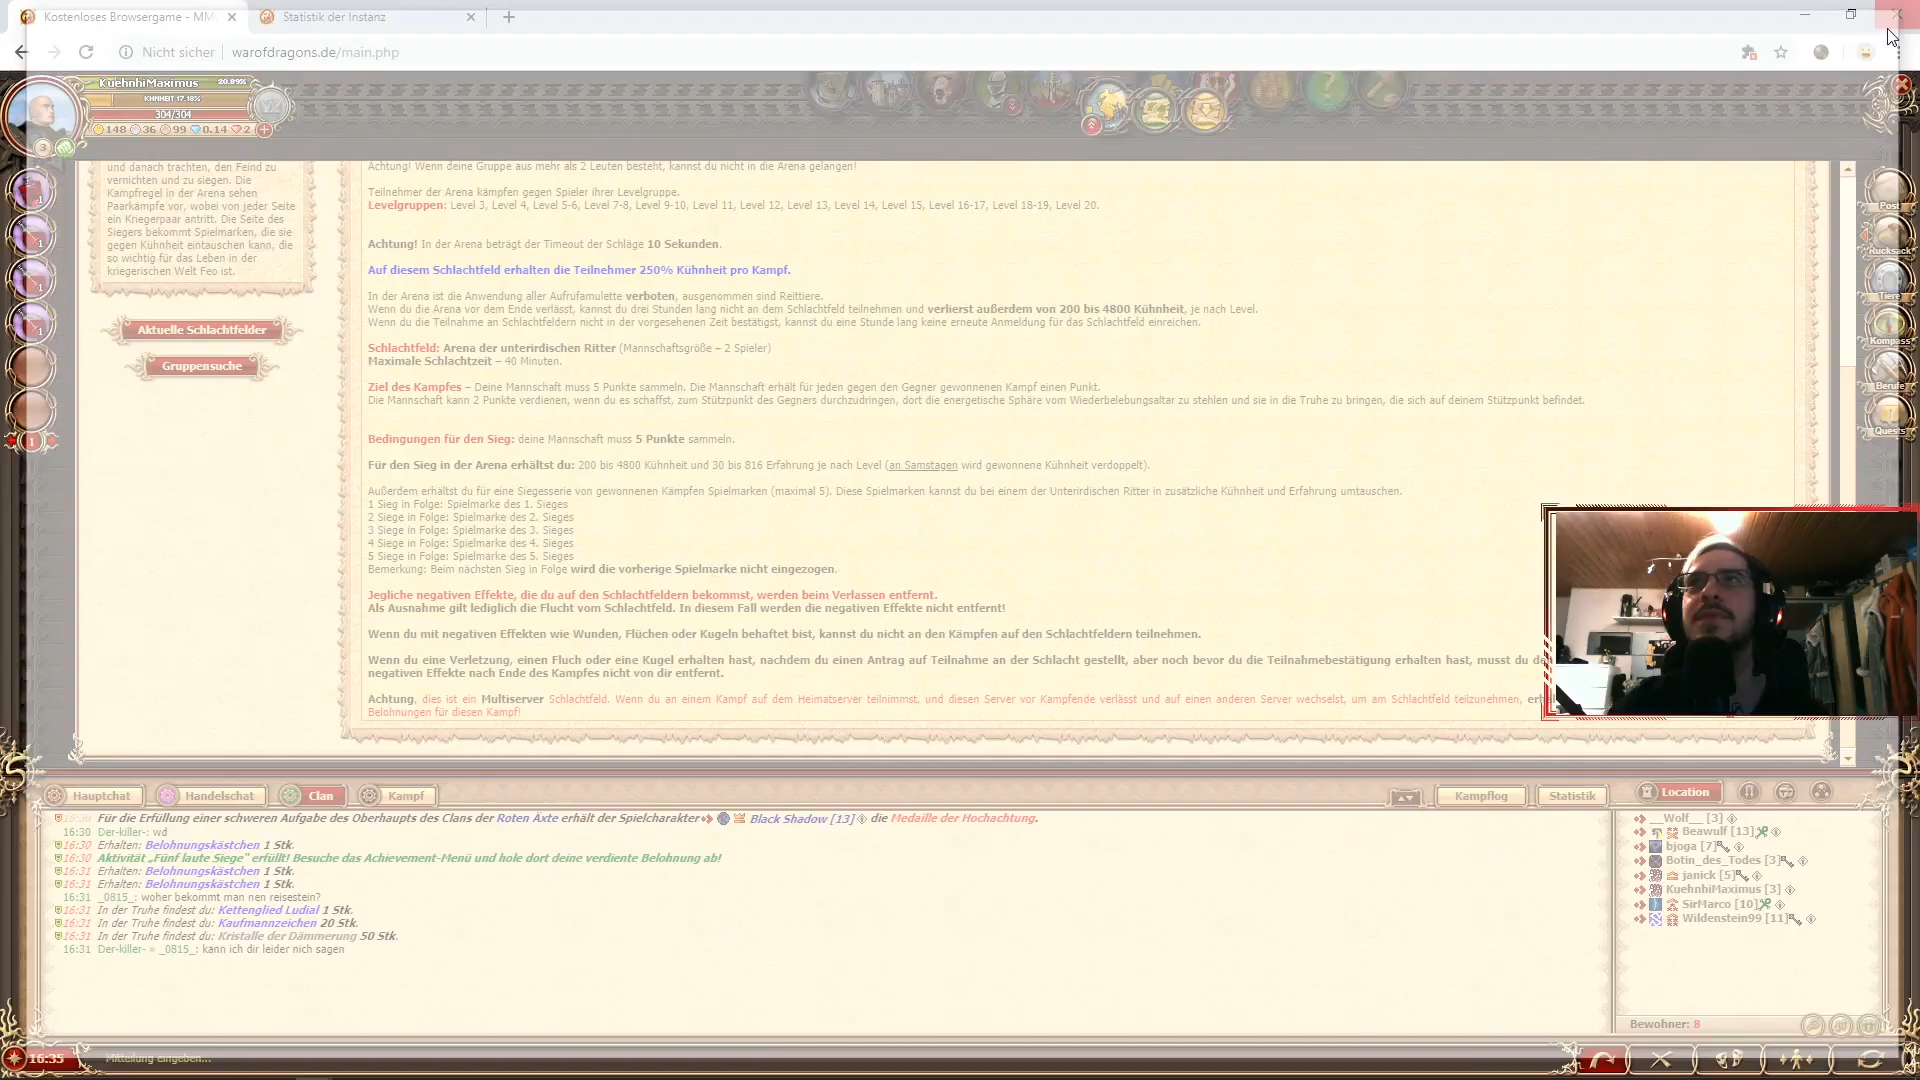 Kostenloses Browsergame - MM
Statistik der Instanz
Nicht sicher
warofdragons.de/main.php
KuehnhiMaximus 20.89%
KHNHEIT 17.18%
304/304
148 36 99 0.14 2
3
und danach trachten, den Feind zu
vernichten und zu siegen. Die
Kampfregel in der Arena sehen
Paarkämpfe vor, wobei von jeder Seite
ein Kriegerpaar antritt. Die Seite des
Siegers bekommt Spielmarken, die sie
gegen Kühnheit eintauschen kann, die
so wichtig für das Leben in der
kriegerischen Welt Feo ist.
Aktuelle Schlachtfelder
Gruppensuche
1
1
1
1
1
Achtung! Wenn deine Gruppe aus mehr als 2 Leuten besteht, kannst du nicht in die Arena gelangen!
Teilnehmer der Arena kämpfen gegen Spieler ihrer Levelgruppe.
Levelgruppen: Level 3, Level 4, Level 5-6, Level 7-8, Level 9-10, Level 11, Level 12, Level 13, Level 14, Level 15, Level 16-17, Level 18-19, Level 20.
Achtung! In der Arena beträgt der Timeout der Schläge 10 Sekunden.
Auf diesem Schlachtfeld erhalten die Teilnehmer 250% Kühnheit pro Kampf.
In der Arena ist die Anwendung aller Aufrufamulette verboten, ausgenommen sind Reittiere.
Wenn du die Arena vor dem Ende verlässt, kannst du drei Stunden lang nicht an dem Schlachtfeld teilnehmen und verlierst außerdem von 200 bis 4800 Kühnheit, je nach Level.
Wenn du die Teilnahme an Schlachtfeldern nicht in der vorgesehenen Zeit bestätigst, kannst du eine Stunde lang keine erneute Anmeldung für das Schlachtfeld einreichen.
Schlachtfeld: Arena der unterirdischen Ritter (Mannschaftsgröße – 2 Spieler)
Maximale Schlachtzeit – 40 Minuten.
Ziel des Kampfes – Deine Mannschaft muss 5 Punkte sammeln. Die Mannschaft erhält für jeden gegen den Gegner gewonnenen Kampf einen Punkt.
Die Mannschaft kann 2 Punkte verdienen, wenn du es schaffst, zum Stützpunkt des Gegners durchzudringen, dort die energetische Sphäre vom Wiederbelebungsaltar zu stehlen und sie in die Truhe zu bringen, die sich auf deinem Stützpunkt befindet.
Bedingungen für den Sieg: deine Mannschaft muss 5 Punkte sammeln.
Für den Sieg in der Arena erhältst du: 200 bis 4800 Kühnheit und 30 bis 816 Erfahrung je nach Level (an Samstagen wird gewonnene Kühnheit verdoppelt).
Außerdem erhältst du für eine Siegesserie von gewonnenen Kämpfen Spielmarken (maximal 5). Diese Spielmarken kannst du bei einem der Unterirdischen Ritter in zusätzliche Kühnheit und Erfahrung umtauschen.
1 Sieg in Folge: Spielmarke des 1. Sieges
2 Siege in Folge: Spielmarke des 2. Sieges
3 Siege in Folge: Spielmarke des 3. Sieges
4 Siege in Folge: Spielmarke des 4. Sieges
5 Siege in Folge: Spielmarke des 5. Sieges
Bemerkung: Beim nächsten Sieg in Folge wird die vorherige Spielmarke nicht eingezogen.
Jegliche negativen Effekte, die du auf den Schlachtfeldern bekommst, werden beim Verlassen entfernt.
Als Ausnahme gilt lediglich die Flucht vom Schlachtfeld. In diesem Fall werden die negativen Effekte nicht entfernt!
Wenn du mit negativen Effekten wie Wunden, Flüchen oder Kugeln behaftet bist, kannst du nicht an den Kämpfen auf den Schlachtfeldern teilnehmen.
Wenn du eine Verletzung, einen Fluch oder eine Kugel erhalten hast, nachdem du einen Antrag auf Teilnahme an der Schlacht gestellt, aber noch bevor du die Teilnahmebestätigung erhalten hast, musst du
negativen Effekte nach Ende des Kampfes nicht von dir entfernt.
Achtung, dies ist ein Multiserver Schlachtfeld. Wenn du an einem Kampf auf dem Heimatserver teilnimmst, und diesen Server vor Kampfende verlässt und auf einen anderen Server wechselst, um am Schlachtfeld teilzunehmen,
Belohnungen für diesen Kampf!
Post
Rucksack
Tiere
Kompass
Berufe
Quests
Hauptchat
Handelschat
Clan
Kampf
Kampflog
Statistik
Location
16:30 Für die Erfüllung einer schweren Aufgabe des Oberhaupts des Clans der Roten Äxte erhält der Spielcharakter Black Shadow [13] die Medaille der Hochachtung.
16:30 Der-killer-: wd
16:30 Erhalten: Belohnungskästchen 1 Stk.
16:30 Aktivität „Fünf laute Siege" erfüllt! Besuche das Achievement-Menü und hole dort deine verdiente Belohnung ab!
16:31 Erhalten: Belohnungskästchen 1 Stk.
16:31 Erhalten: Belohnungskästchen 1 Stk.
16:31 _0815_: woher bekommt man nen reisestein?
16:31 In der Truhe findest du: Kettenglied Ludial 1 Stk.
16:31 In der Truhe findest du: Kaufmannzeichen 20 Stk.
16:31 In der Truhe findest du: Kristalle der Dämmerung 50 Stk.
16:31 Der-killer- » _0815_: kann ich dir leider nich sagen
__Wolf__ [3]
Beawulf [13]
bjoga [7]
Botin_des_Todes [3]
janick [5]
KuehnhiMaximus [3]
SirMarco [10]
Wildenstein99 [11]
Bewohner: 8
16:35
Mitteilung eingeben...